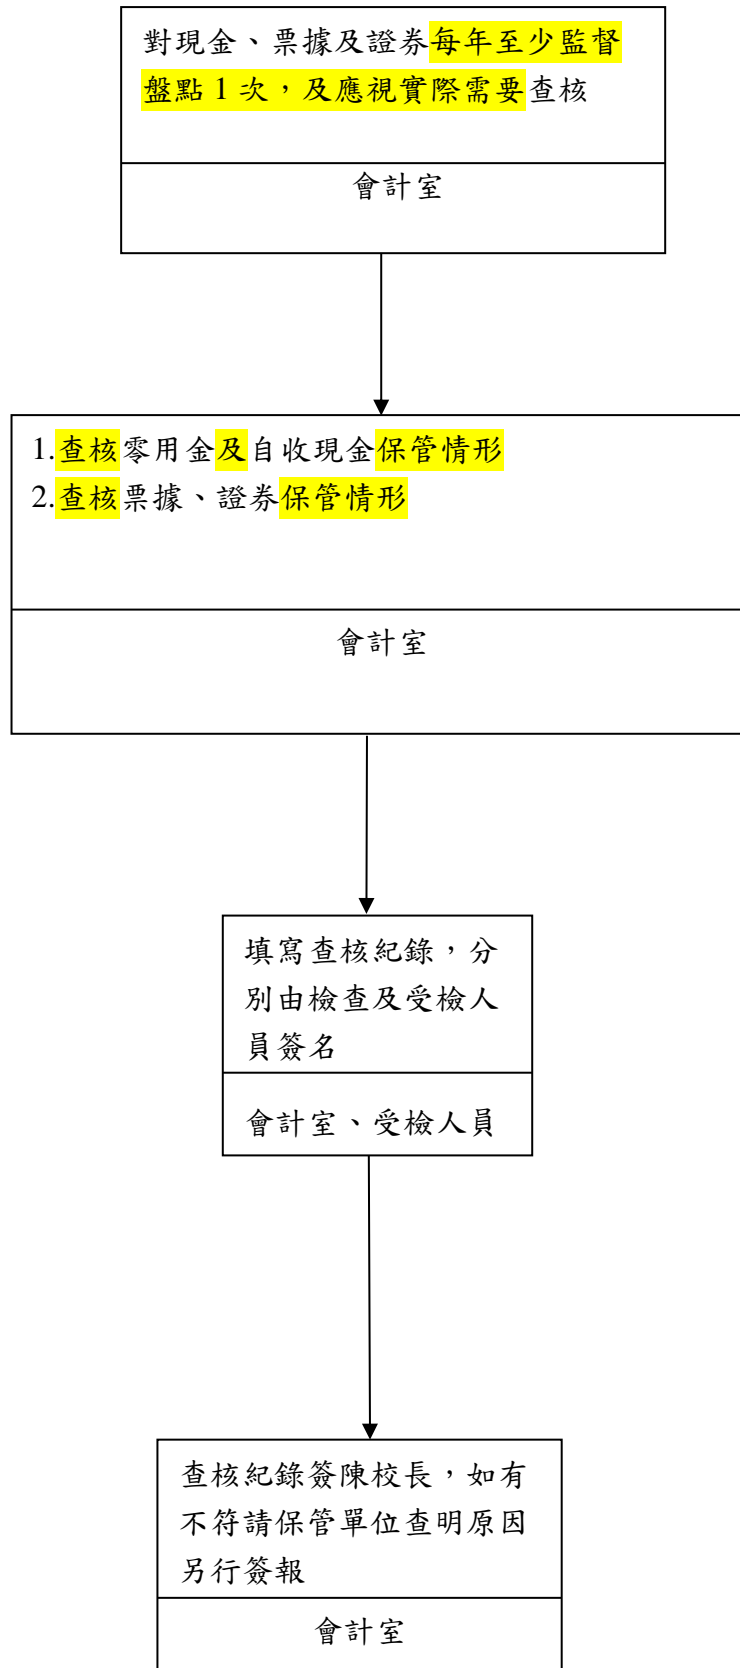 對現金、票據及證券每年至少監督
盤點 1 次，及應視實際需要查核
會計室
1.查核零用金及自收現金保管情形
2.查核票據、證券保管情形
會計室
填寫查核紀錄，分
別由檢查及受檢人
員簽名
會計室、受檢人員
查核紀錄簽陳校長，如有
不符請保管單位查明原因
另行簽報
會計室